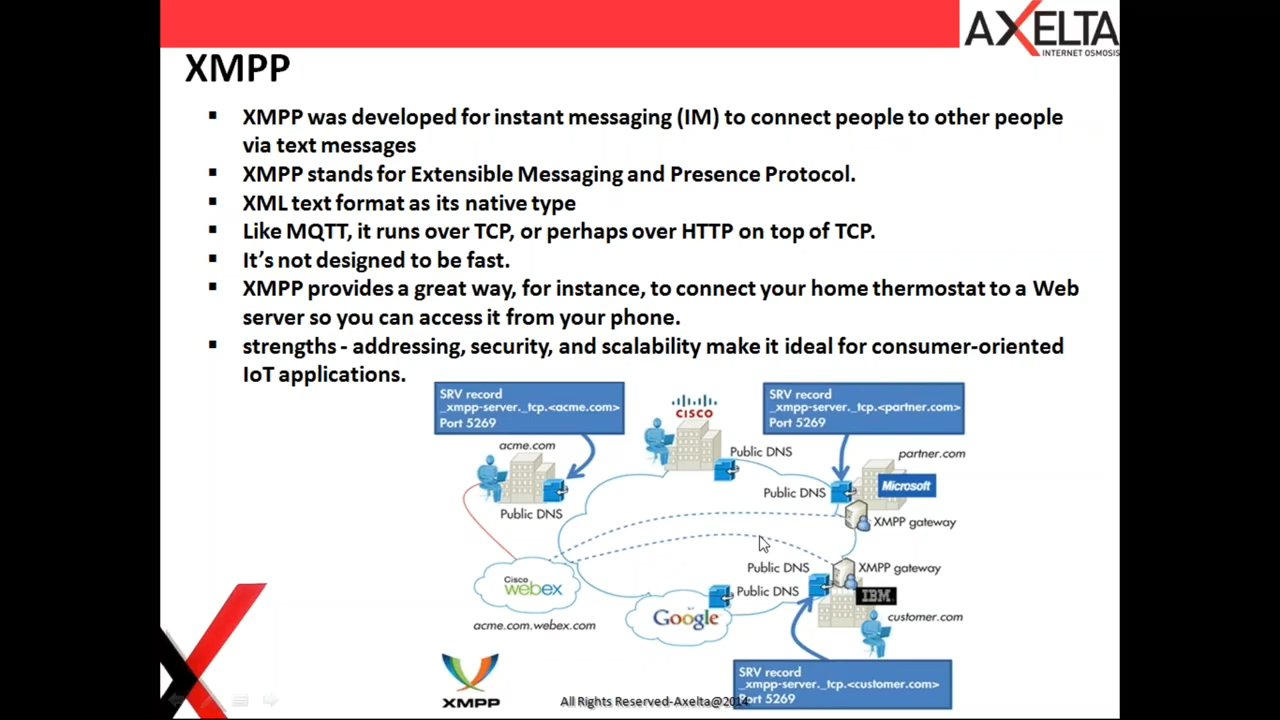 AXELTA
INTERNET OSMOSIS
XMPP
▪ XMPP was developed for instant messaging (IM) to connect people to other people
via text messages
▪ XMPP stands for Extensible Messaging and Presence Protocol.
▪ XML text format as its native type
▪ Like MQTT, it runs over TCP, or perhaps over HTTP on top of TCP.
▪ It's not designed to be fast.
▪ XMPP provides a great way, for instance, to connect your home thermostat to a Web
server so you can access it from your phone.
▪ strengths - addressing, security, and scalability make it ideal for consumer-oriented
IoT applications.
SRV record
_xmpp-server._tcp.<acme.com>
Port 5269
CISCO
SRV record
_xmpp-server._tcp.<partner.com>
Port 5269
acme.com
Public DNS
Public DNS
partner.com
Microsoft
Public DNS
XMPP gateway
Public DNS
XMPP gateway
Cisco
webex
acme.com.webex.com
Google
Public DNS
IBM
customer.com
SRV record
_xmpp-server._tcp.<customer.com>
Port 5269
XMPP
All Rights Reserved-Axelta@2014